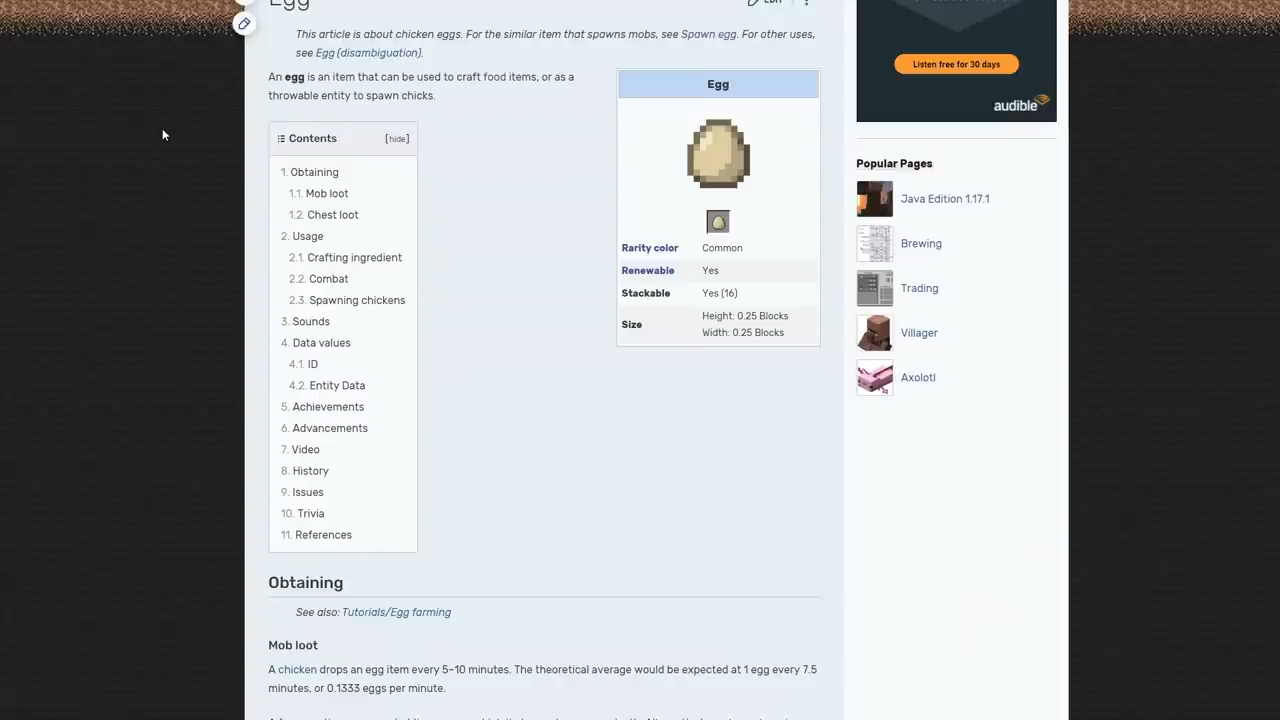 Egg
This article is about chicken eggs. For the similar item that spawns mobs, see Spawn egg. For other uses,
see Egg (disambiguation).
An egg is an item that can be used to craft food items, or as a
throwable entity to spawn chicks.
Contents [hide]
1. Obtaining
1.1. Mob loot
1.2. Chest loot
2. Usage
2.1. Crafting ingredient
2.2. Combat
2.3. Spawning chickens
3. Sounds
4. Data values
4.1. ID
4.2. Entity Data
5. Achievements
6. Advancements
7. Video
8. History
9. Issues
10. Trivia
11. References
Egg
Rarity color Common
Renewable Yes
Stackable Yes (16)
Size Height: 0.25 Blocks
Width: 0.25 Blocks
Obtaining
See also: Tutorials/Egg farming
Mob loot
A chicken drops an egg item every 5–10 minutes. The theoretical average would be expected at 1 egg every 7.5
minutes, or 0.1333 eggs per minute.
Listen free for 30 days
audible
Popular Pages
Java Edition 1.17.1
Brewing
Trading
Villager
Axolotl